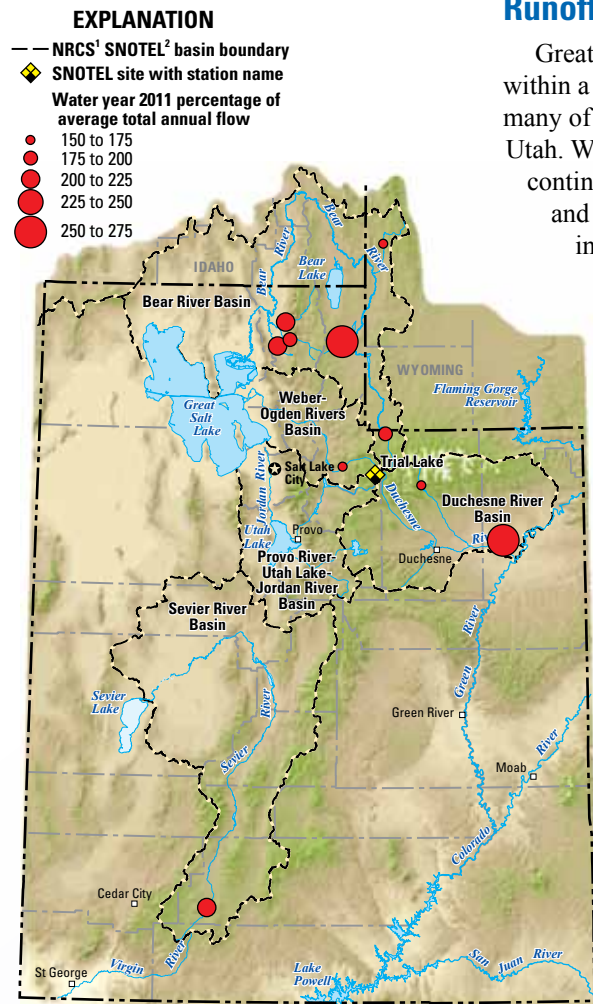 EXPLANATION
NRCS¹ SNOTEL² basin boundary
SNOTEL site with station name
Water year 2011 percentage of
average total annual flow
150 to 175
175 to 200
200 to 225
225 to 250
250 to 275
Runoff
Great
within a
many of
Utah. W
contin
and
in
Bear
River
Bear
River
IDAHO
Bear
Lake
Bear River Basin
WYOMING
Flaming Gorge
Reservoir
Great
Salt
Lake
Weber-
Ogden Rivers
Basin
Salt Lake
City
Trial Lake
Jordan River
Duchesne
Duchesne River
Basin
Utah
Lake
Provo
Duchesne
Provo River-
Utah Lake-
Jordan River
Basin
Sevier River
Basin
River
Green
Sevier
Lake
River
Sevier
Green River
Moab
River
Colorado
Cedar City
St George
Virgin
River
Lake
Powell
San
Juan River